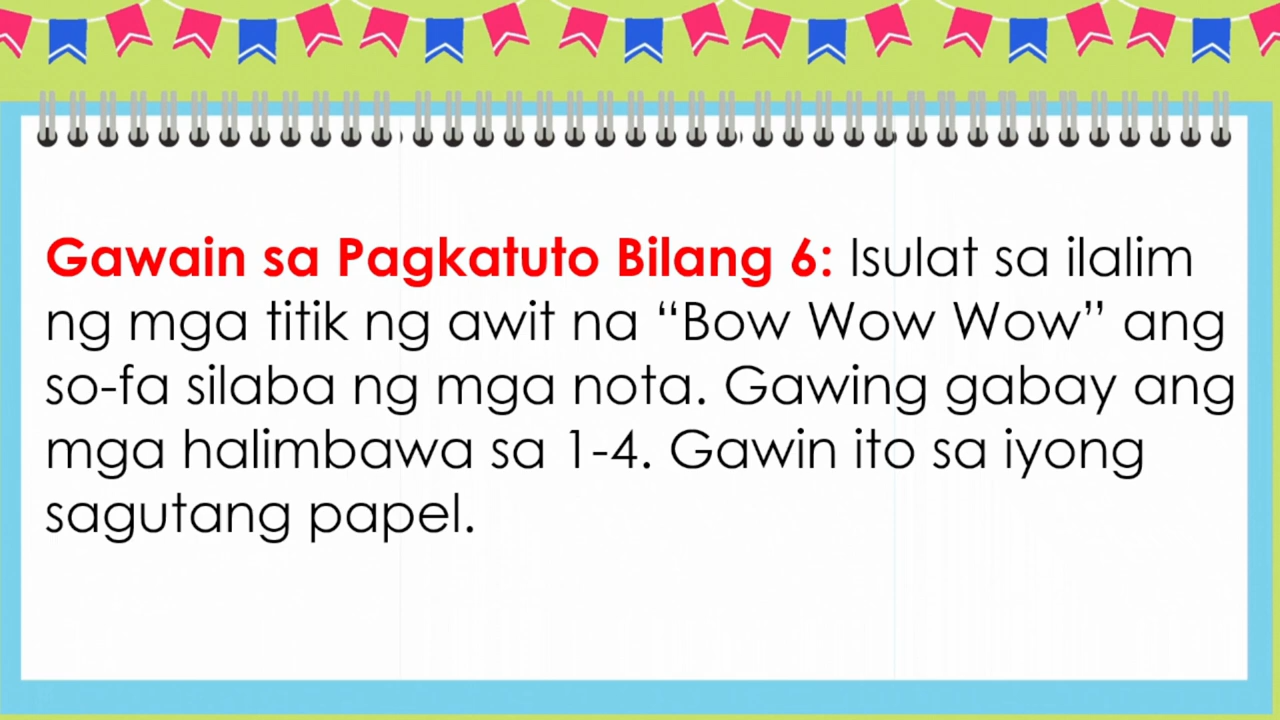 Gawain sa Pagkatuto Bilang 6: Isulat sa ilalim
ng mga titik ng awit na “Bow Wow Wow” ang
so-fa silaba ng mga nota. Gawing gabay ang
mga halimbawa sa 1-4. Gawin ito sa iyong
sagutang papel.